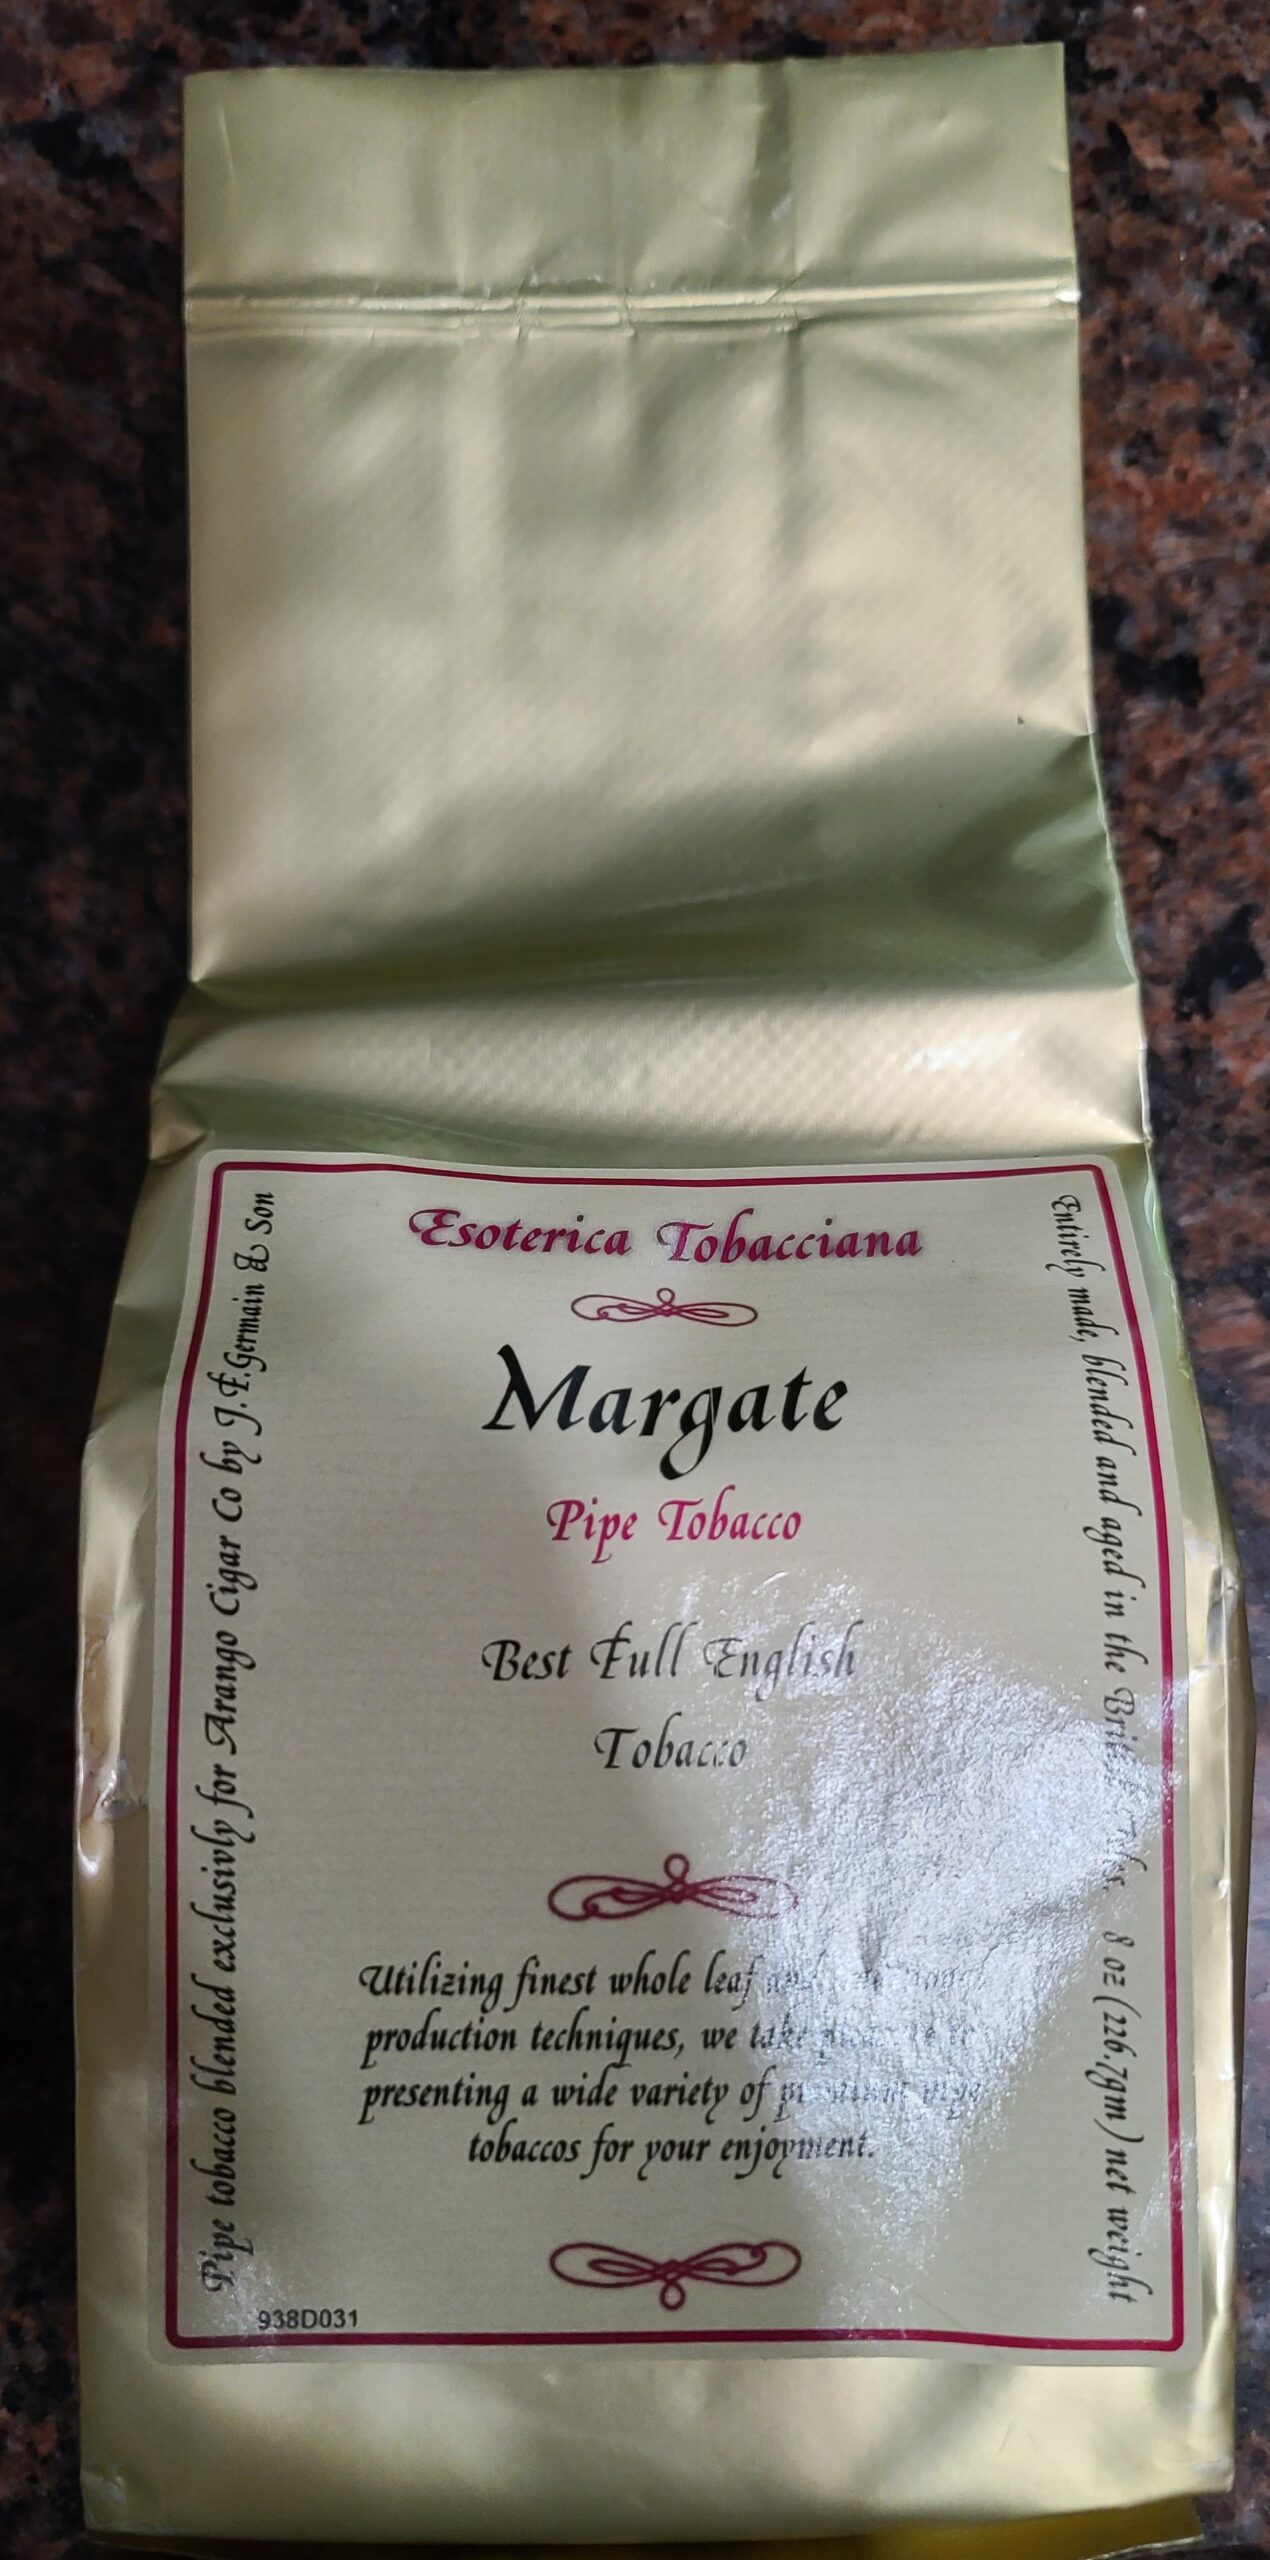 Esoterica Tobacciana
Margate
Pipe Tobacco
Best Full English
Tobacco
Utilizing finest whole leaf and
production techniques, we take
presenting a wide variety of
tobaccos for your enjoyment.
938D031
Pipe tobacco blended exclusivly for Arango Cigar Co by J.F.Germain & Son
Entirely made, blended and aged in the British 8 oz (226.7gm) net weight